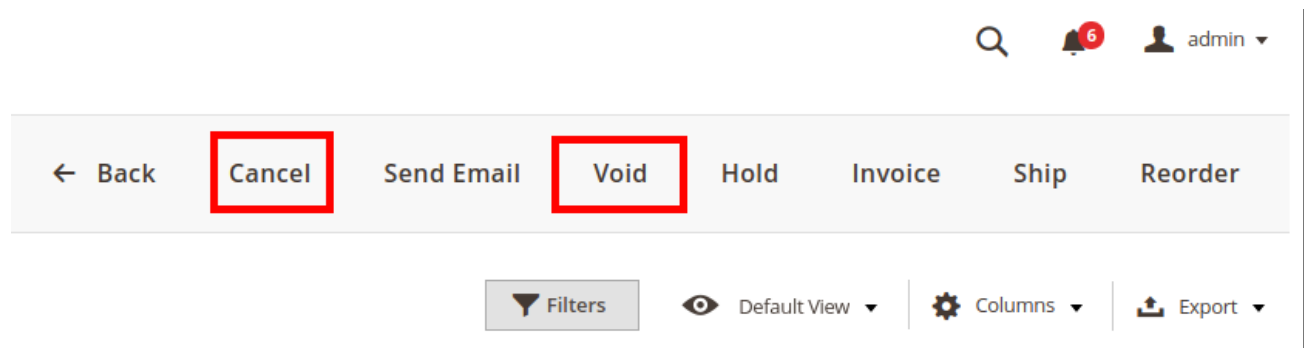 6 admin
Back Cancel Send Email Void Hold Invoice Ship Reorder
Filters Default View Columns Export